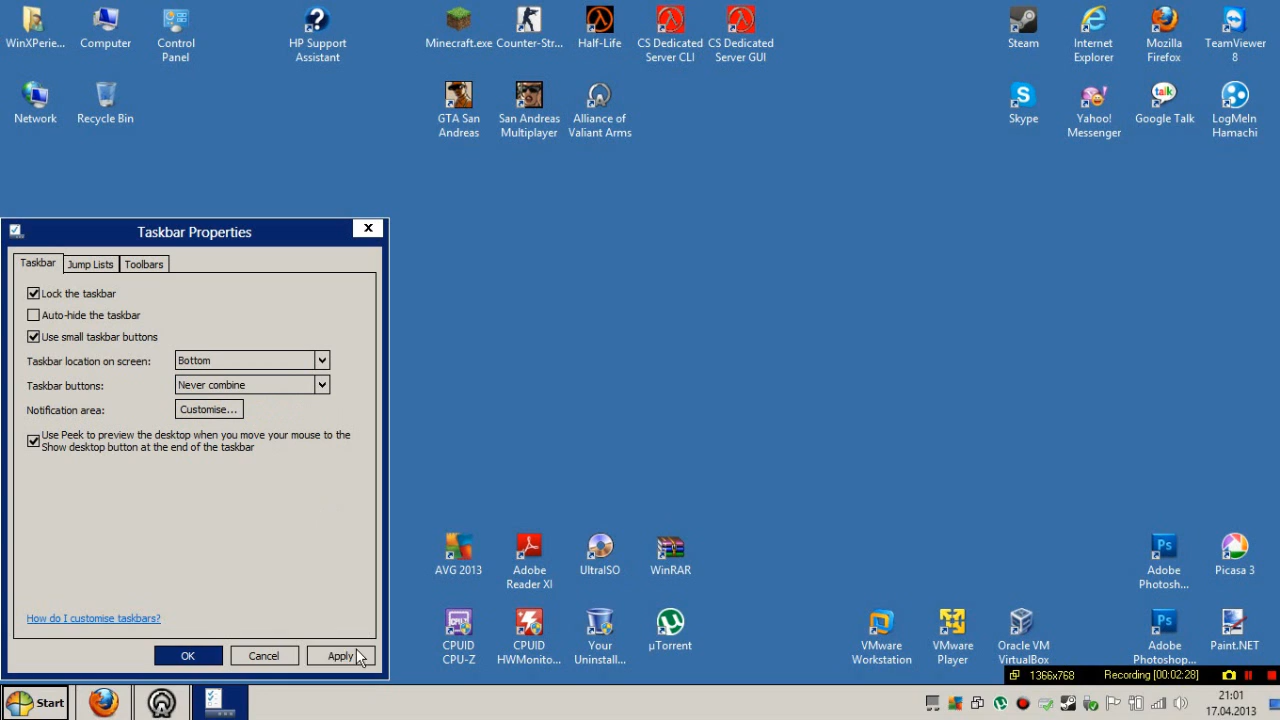 WinXPerie...
Computer
Control
Panel
HP Support
Assistant
Minecraft.exe
Counter-Str...
Half-Life
CS Dedicated
Server CLI
CS Dedicated
Server GUI
Steam
Internet
Explorer
Mozilla
Firefox
TeamViewer
8
Network
Recycle Bin
GTA San
Andreas
San Andreas
Multiplayer
Alliance of
Valiant Arms
Skype
Yahoo!
Messenger
talk
Google Talk
LogMeIn
Hamachi
Taskbar Properties
Taskbar
Jump Lists
Toolbars
Lock the taskbar
Auto-hide the taskbar
Use small taskbar buttons
Taskbar location on screen:
Bottom
Taskbar buttons:
Never combine
Notification area:
Customise...
Use Peek to preview the desktop when you move your mouse to the
Show desktop button at the end of the taskbar
How do I customise taskbars?
OK
Cancel
Apply
AVG 2013
Adobe
Reader XI
UltraISO
WinRAR
Ps
Adobe
Photosh...
Picasa 3
CPUID
CPU-Z
CPUID
HWMonito...
Your
Uninstall...
µTorrent
VMware
Workstation
VMware
Player
Oracle VM
VirtualBox
Ps
Adobe
Photoshop...
Paint.NET
1366x768
Recording [00:02:28]
Start
21:01
17.04.2013